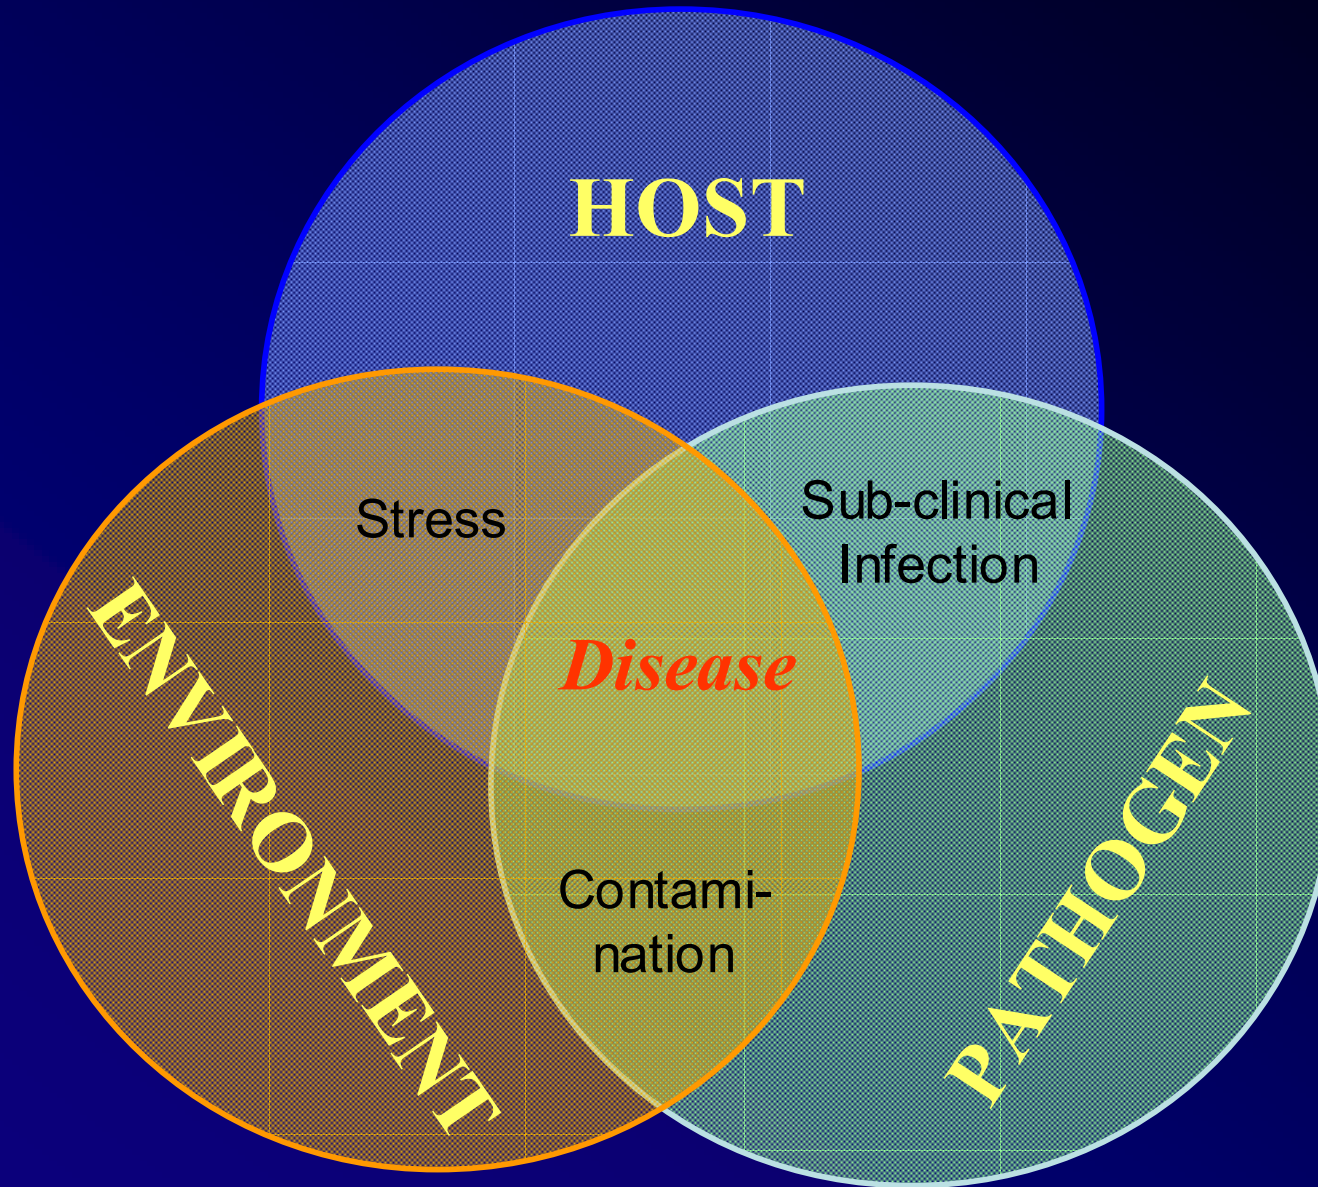 HOST
Stress
Sub-clinical
Infection
ENVIRONMENT
Disease
PATHOGEN
Contami-
nation